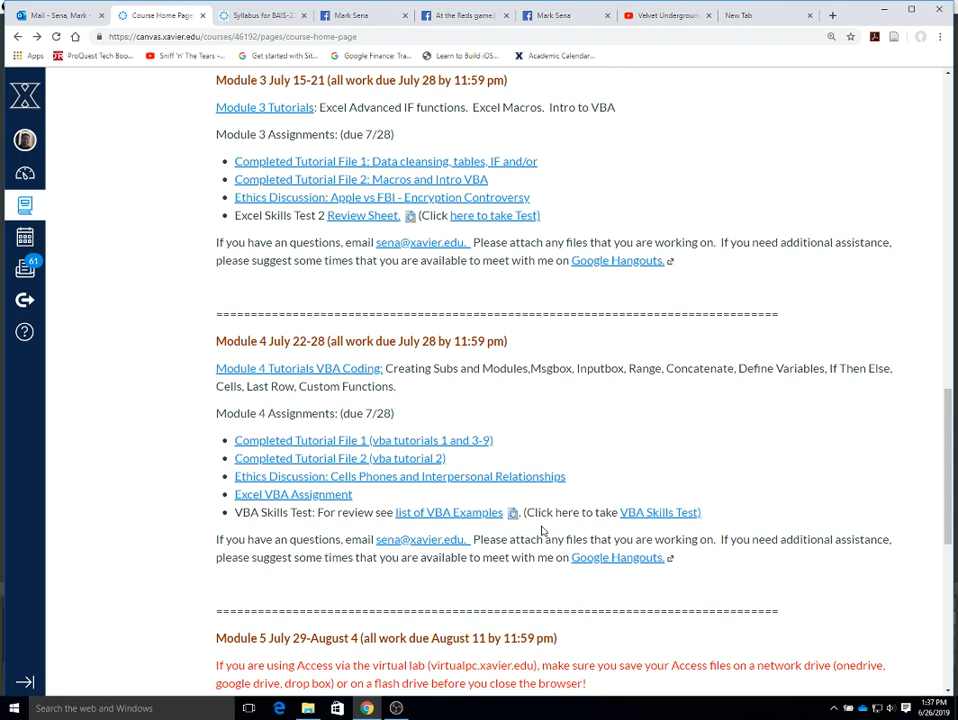 Mail - Sena, Mark -
Course Home Page
Syllabus for BAIS-2
Mark Sena
At the Reds game:)
Mark Sena
Velvet Underground
New Tab
https://canvas.xavier.edu/courses/46192/pages/course-home-page
Apps
ProQuest Tech Boo...
Sniff 'n' The Tears -...
Get started with Sit...
Google Finance: Tra...
Learn to Build iOS...
Academic Calendar...
Module 3 July 15-21 (all work due July 28 by 11:59 pm)
Module 3 Tutorials: Excel Advanced IF functions. Excel Macros. Intro to VBA
Module 3 Assignments: (due 7/28)
• Completed Tutorial File 1: Data cleansing, tables, IF and/or
• Completed Tutorial File 2: Macros and Intro VBA
• Ethics Discussion: Apple vs FBI - Encryption Controversy
• Excel Skills Test 2 Review Sheet. (Click here to take Test)
If you have an questions, email sena@xavier.edu. Please attach any files that you are working on. If you need additional assistance,
please suggest some times that you are available to meet with me on Google Hangouts.
61
================================================================================
Module 4 July 22-28 (all work due July 28 by 11:59 pm)
Module 4 Tutorials VBA Coding: Creating Subs and Modules,Msgbox, Inputbox, Range, Concatenate, Define Variables, If Then Else,
Cells, Last Row, Custom Functions.
Module 4 Assignments: (due 7/28)
• Completed Tutorial File 1 (vba tutorials 1 and 3-9)
• Completed Tutorial File 2 (vba tutorial 2)
• Ethics Discussion: Cells Phones and Interpersonal Relationships
• Excel VBA Assignment
• VBA Skills Test: For review see list of VBA Examples . (Click here to take VBA Skills Test)
If you have an questions, email sena@xavier.edu. Please attach any files that you are working on. If you need additional assistance,
please suggest some times that you are available to meet with me on Google Hangouts.
================================================================================
Module 5 July 29-August 4 (all work due August 11 by 11:59 pm)
If you are using Access via the virtual lab (virtualpc.xavier.edu), make sure you save your Access files on a network drive (onedrive,
google drive, drop box) or on a flash drive before you close the browser!
Search the web and Windows
1:37 PM
6/26/2019